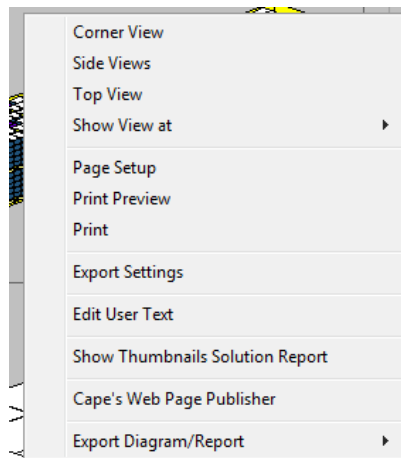 Corner View
Side Views
Top View
Show View at
Page Setup
Print Preview
Print
Export Settings
Edit User Text
Show Thumbnails Solution Report
Cape's Web Page Publisher
Export Diagram/Report